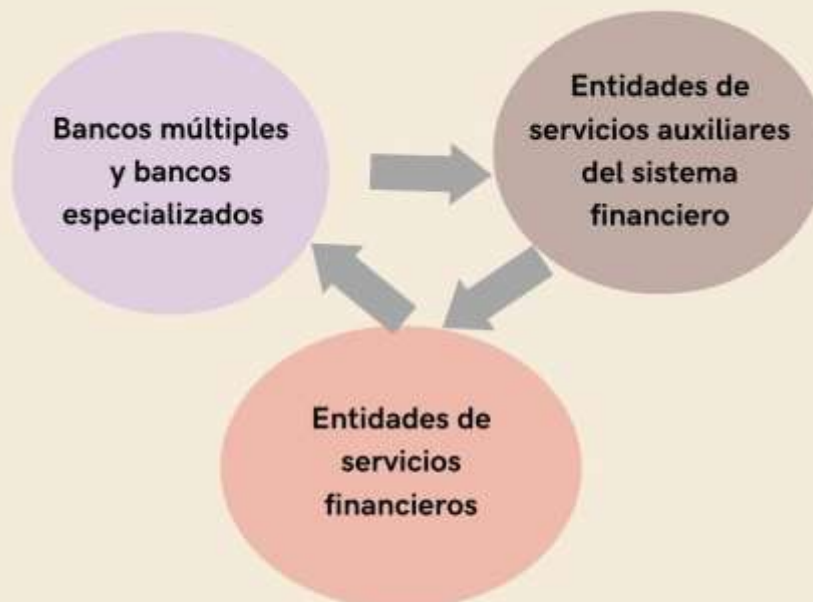 Bancos múltiples
y bancos
especializados
Entidades de
servicios auxiliares
del sistema
financiero
Entidades de
servicios
financieros